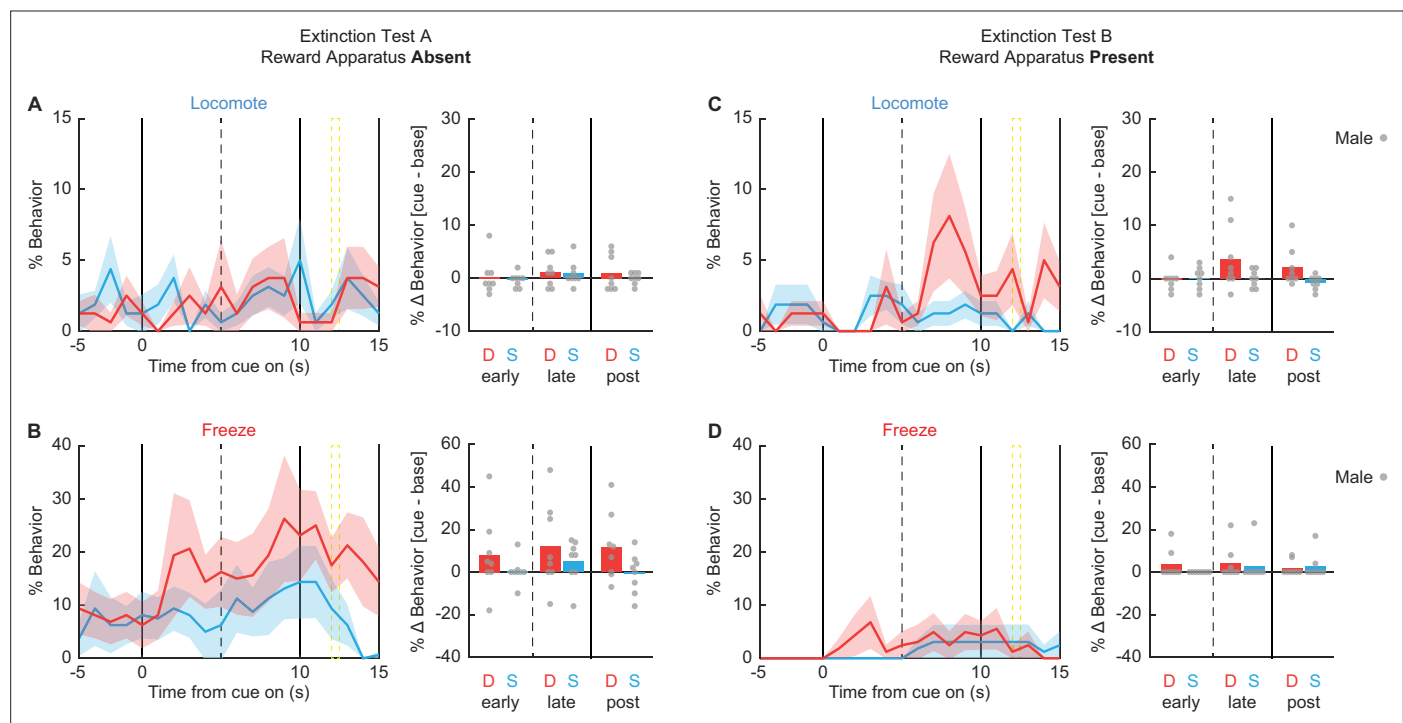 Extinction Test A
Reward Apparatus Absent
Extinction Test B
Reward Apparatus Present
A
Locomote
15
10
5
0
% Behavior
-5
0
10
15
Time from cue on (s)
30
20
10
0
-10
% Δ Behavior [cue - base]
D S D S D S
early late post
C
Locomote
15
10
5
0
% Behavior
-5
0
10
15
Time from cue on (s)
30
20
10
0
-10
% Δ Behavior [cue - base]
D S D S D S
early late post
Male
B
Freeze
40
30
20
10
0
% Behavior
-5
0
10
15
Time from cue on (s)
60
40
20
0
-20
-40
% Δ Behavior [cue - base]
D S D S D S
early late post
D
Freeze
40
30
20
10
0
% Behavior
-5
0
10
15
Time from cue on (s)
60
40
20
0
-20
-40
% Δ Behavior [cue - base]
D S D S D S
early late post
Male